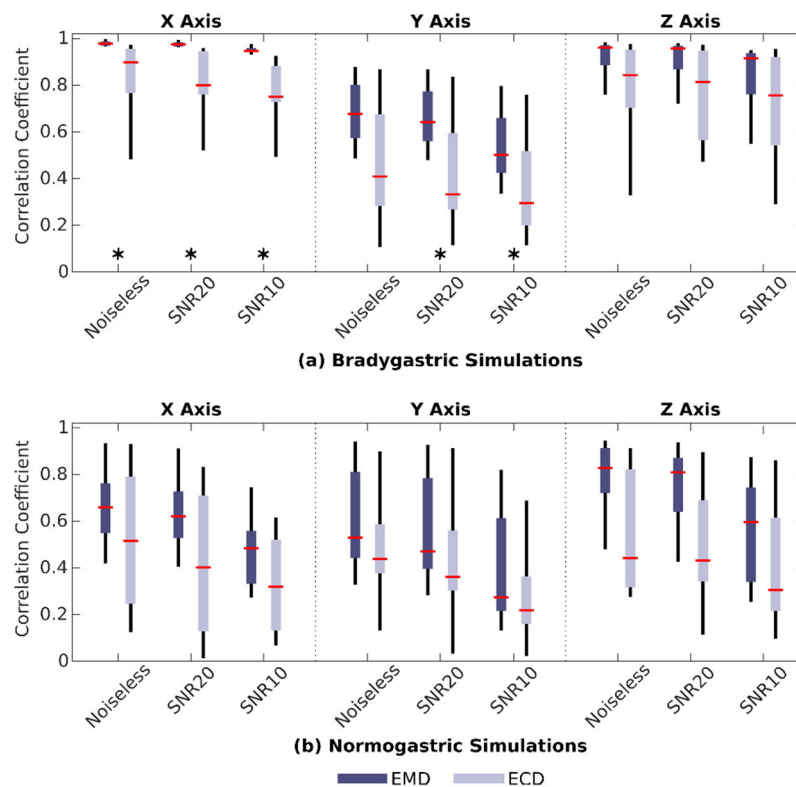 X Axis Y Axis Z Axis
1
0.8
0.6
0.4
0.2
0
Correlation Coefficient
* * * * *
Noiseless SNR20 SNR10 Noiseless SNR20 SNR10 Noiseless SNR20 SNR10
(a) Bradygastric Simulations
X Axis Y Axis Z Axis
1
0.8
0.6
0.4
0.2
0
Correlation Coefficient
Noiseless SNR20 SNR10 Noiseless SNR20 SNR10 Noiseless SNR20 SNR10
(b) Normogastric Simulations
EMD ECD